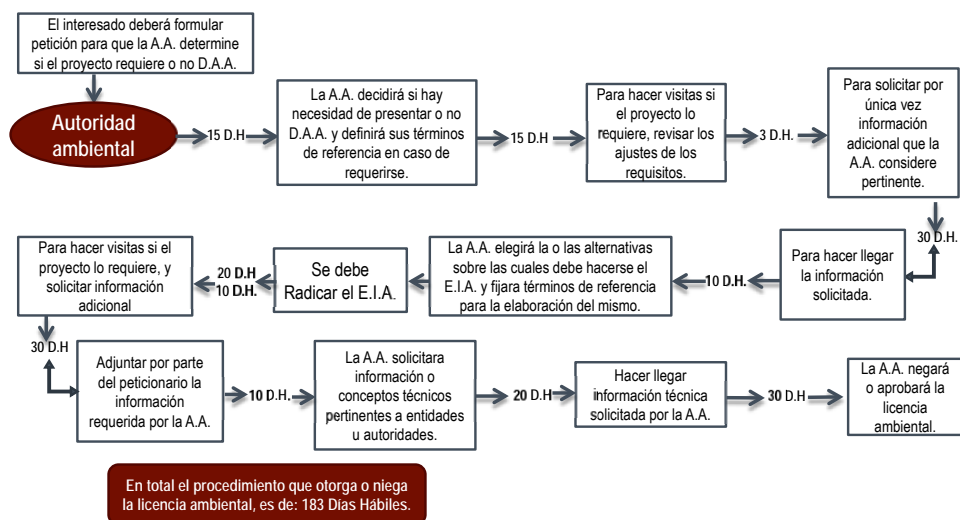 El interesado deberá formular
petición para que la A.A. determine
si el proyecto requiere o no D.A.A.
Autoridad
ambiental
15 D.H
La A.A. decidirá si hay
necesidad de presentar o no
D.A.A. y definirá sus términos
de referencia en caso de
requerirse.
15 D.H
Para hacer visitas si el
proyecto lo requiere, revisar los
ajustes de los
requisitos.
3 D.H.
Para solicitar por
única vez
información
adicional que la
A.A. considere
pertinente.
30 D.H.
Para hacer llegar
la información
solicitada.
10 D.H.
La A.A. elegirá la o las alternativas
sobre las cuales debe hacerse el
E.I.A. y fijara términos de referencia
para la elaboración del mismo.
Se debe
Radicar el E.I.A.
20 D.H
10 D.H.
Para hacer visitas si el
proyecto lo requiere, y
solicitar información
adicional
30 D.H
Adjuntar por parte
del peticionario la
información
requerida por la A.A.
10 D.H.
La A.A. solicitara
información o
conceptos técnicos
pertinentes a entidades
u autoridades.
20 D.H
Hacer llegar
información técnica
solicitada por la A.A.
30 D.H
La A.A. negará
o aprobará la
licencia
ambiental.
En total el procedimiento que otorga o niega
la licencia ambiental, es de: 183 Días Hábiles.